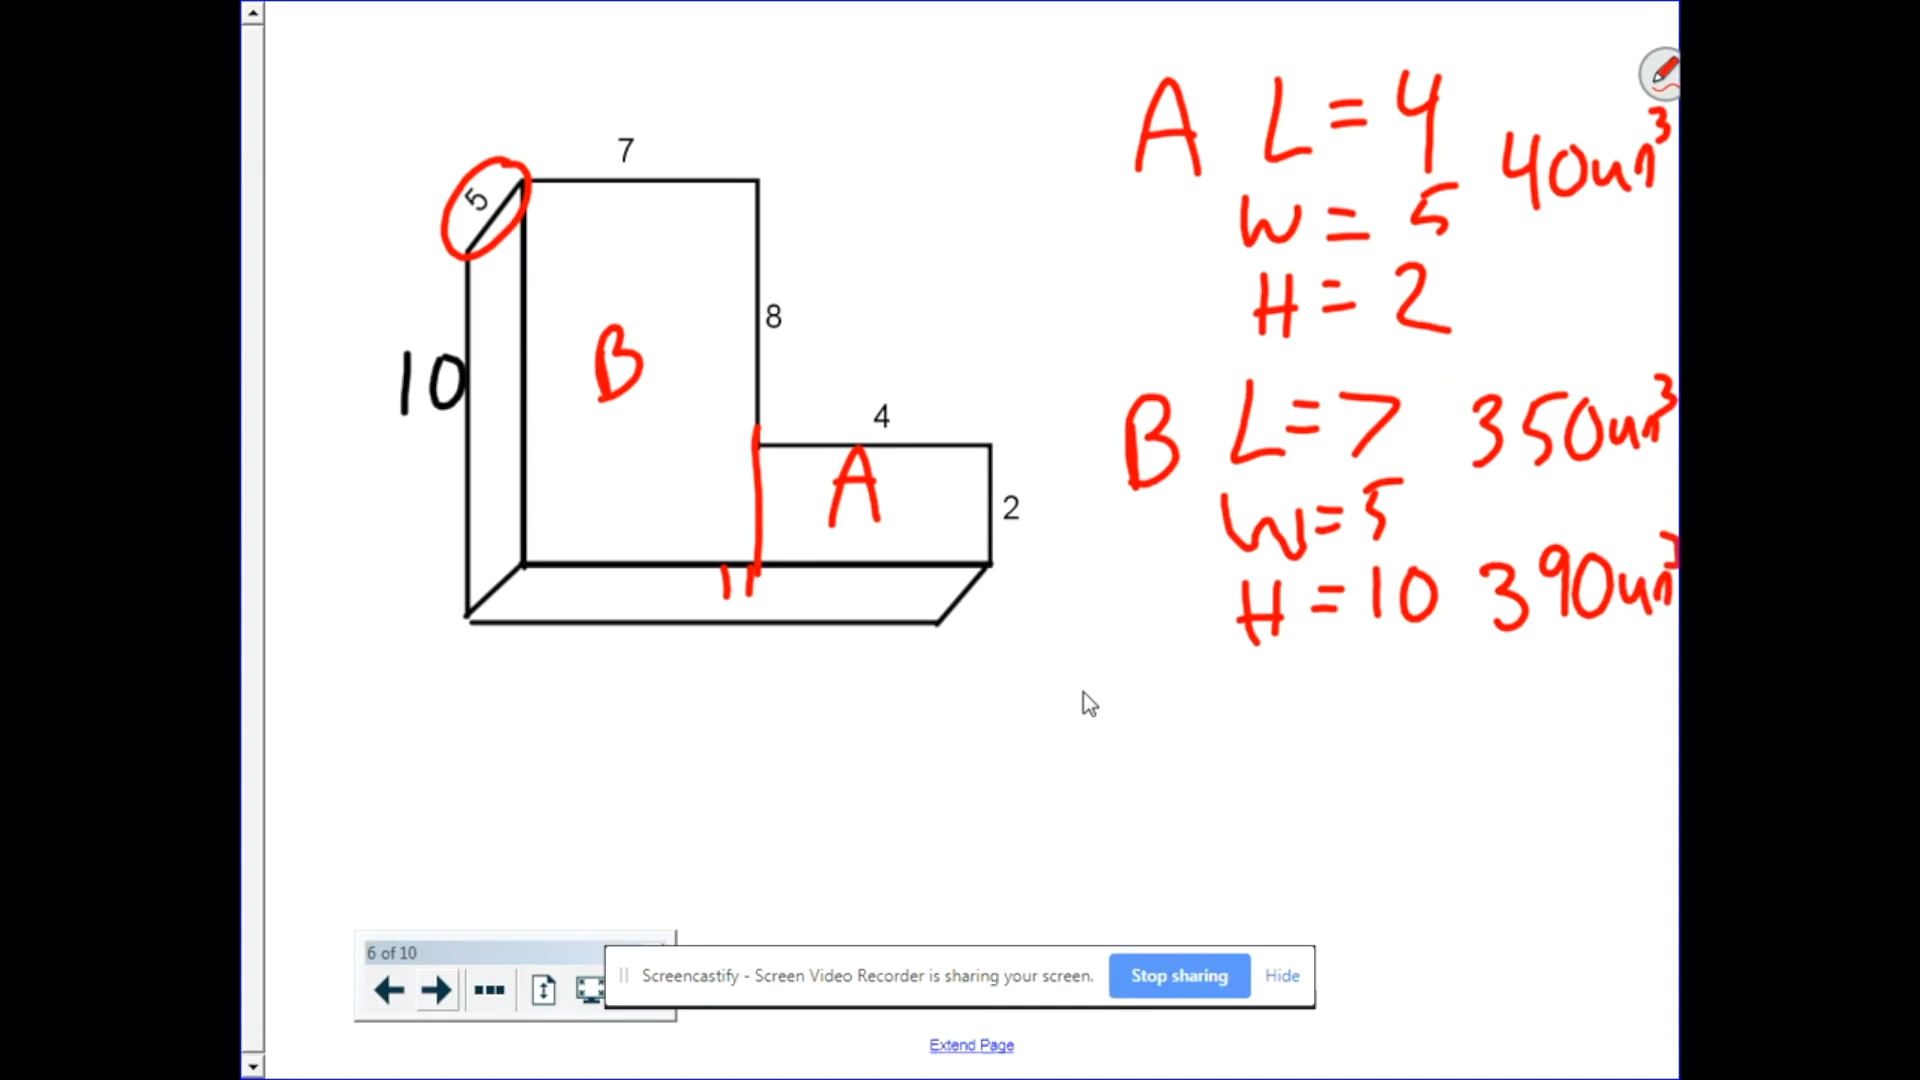 7
5
8
10
B
4
A
2
11
A L=4 40un³
W=5
H=2
B L=7 350un³
W=5
H=10 390un³
6 of 10
Screencastify - Screen Video Recorder is sharing your screen.
Stop sharing
Hide
Extend Page